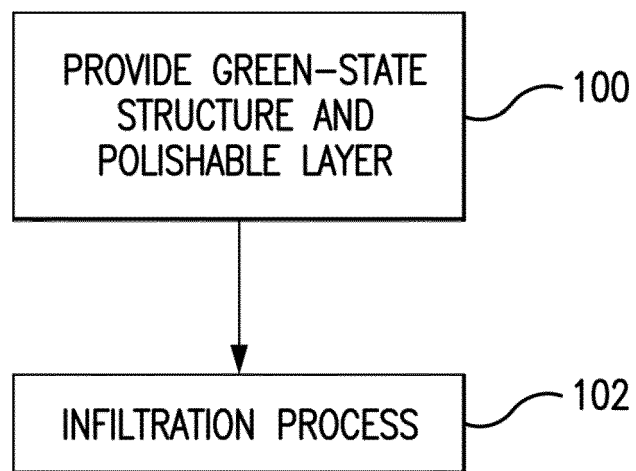 PROVIDE GREEN-STATE
STRUCTURE AND
POLISHABLE LAYER
100
INFILTRATION PROCESS
102